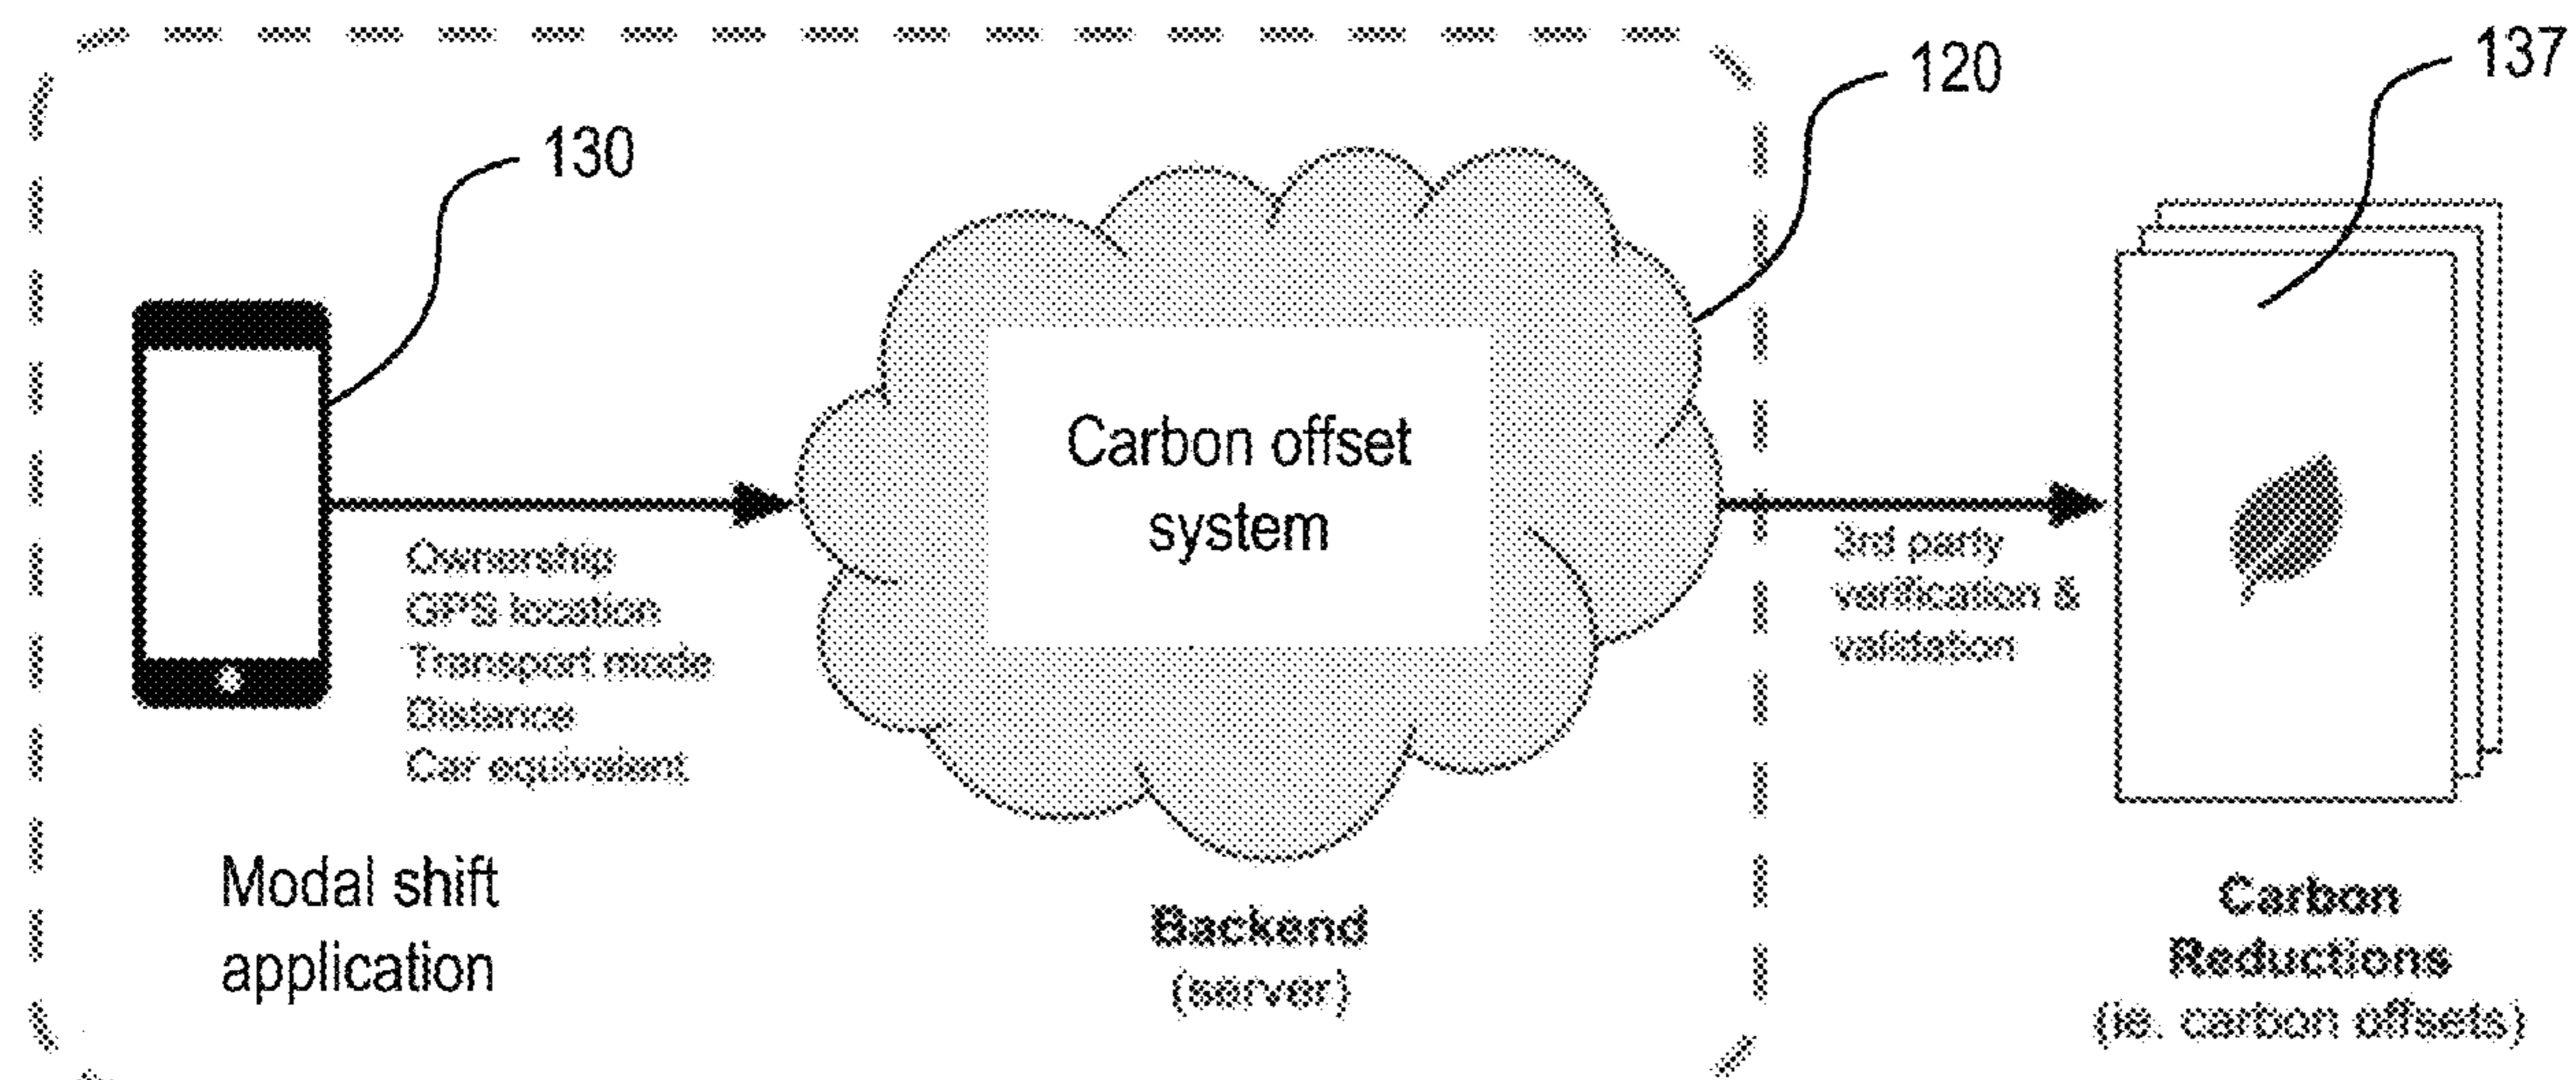 120
137
130
Carbon offset
system
Ownership
GPS location
Transport mode
Distance
Car equivalent
3rd party
verification &
validation
Modal shift
application
Backend
(server)
Carbon
Reductions
(ie. carbon offsets)